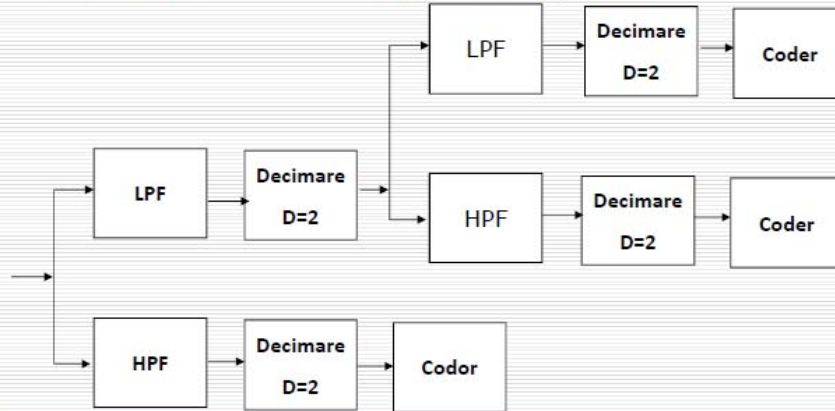 LPF
Decimare
D=2
Coder
LPF
Decimare
D=2
HPF
Decimare
D=2
Coder
HPF
Decimare
D=2
Codor